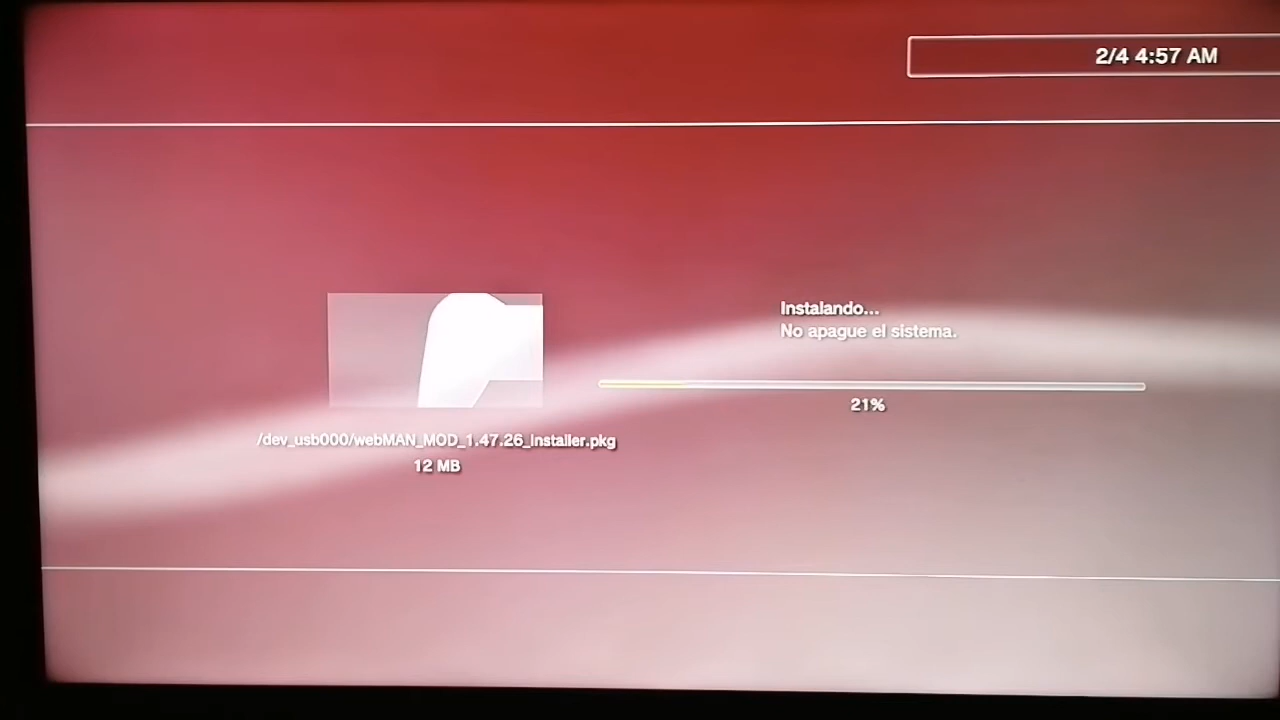 2/4 4:57 AM
Instalando...
No apague el sistema.
21%
/dev_usb000/webMAN_MOD_1.47.26_Installer.pkg
12 MB